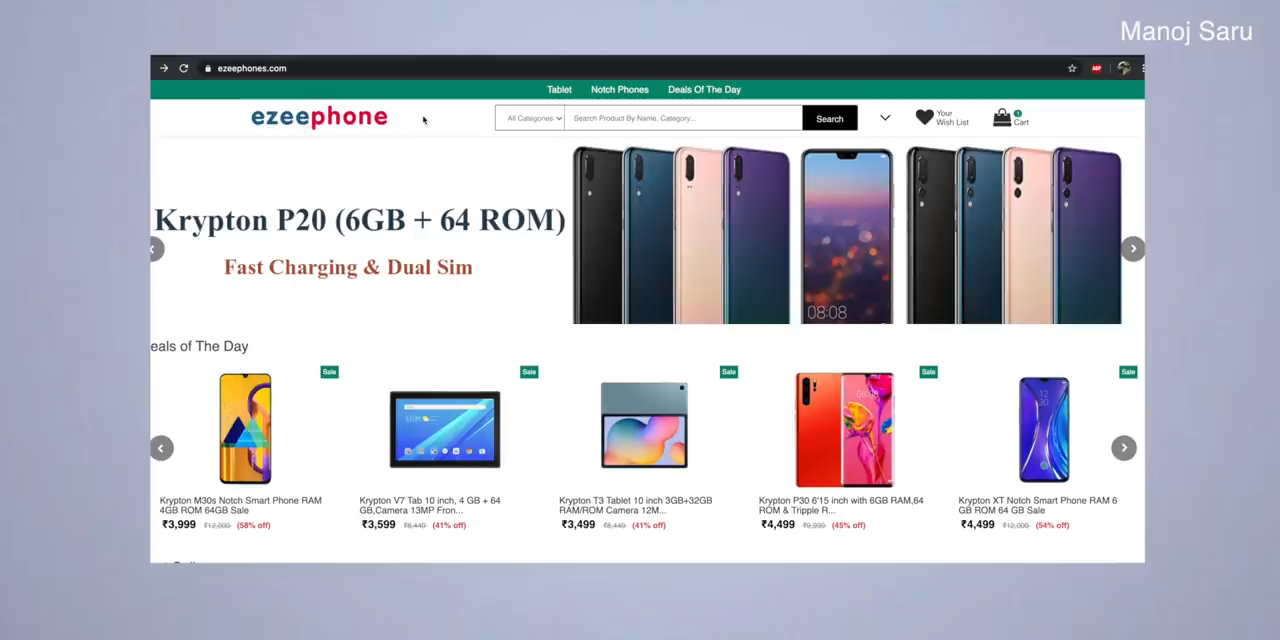 Manoj Saru
ezeephones.com
Tablet Notch Phones Deals Of The Day
ezeephone
All Categories Search Product By Name, Category... Search
Your
Wish List
1
Cart
Krypton P20 (6GB + 64 ROM)
Fast Charging & Dual Sim
08:08
eals of The Day
Sale Sale Sale Sale Sale
Krypton M30s Notch Smart Phone RAM
4GB ROM 64GB Sale
₹3,999 ₹12,000 (58% off)
Krypton V7 Tab 10 inch, 4 GB + 64
GB,Camera 13MP Fron...
₹3,599 ₹8,449 (41% off)
Krypton T3 Tablet 10 inch 3GB+32GB
RAM/ROM Camera 12M...
₹3,499 ₹8,449 (41% off)
Krypton P30 6'15 inch with 6GB RAM,64
ROM & Tripple R...
₹4,499 ₹9,999 (45% off)
Krypton XT Notch Smart Phone RAM 6
GB ROM 64 GB Sale
₹4,499 ₹12,000 (54% off)